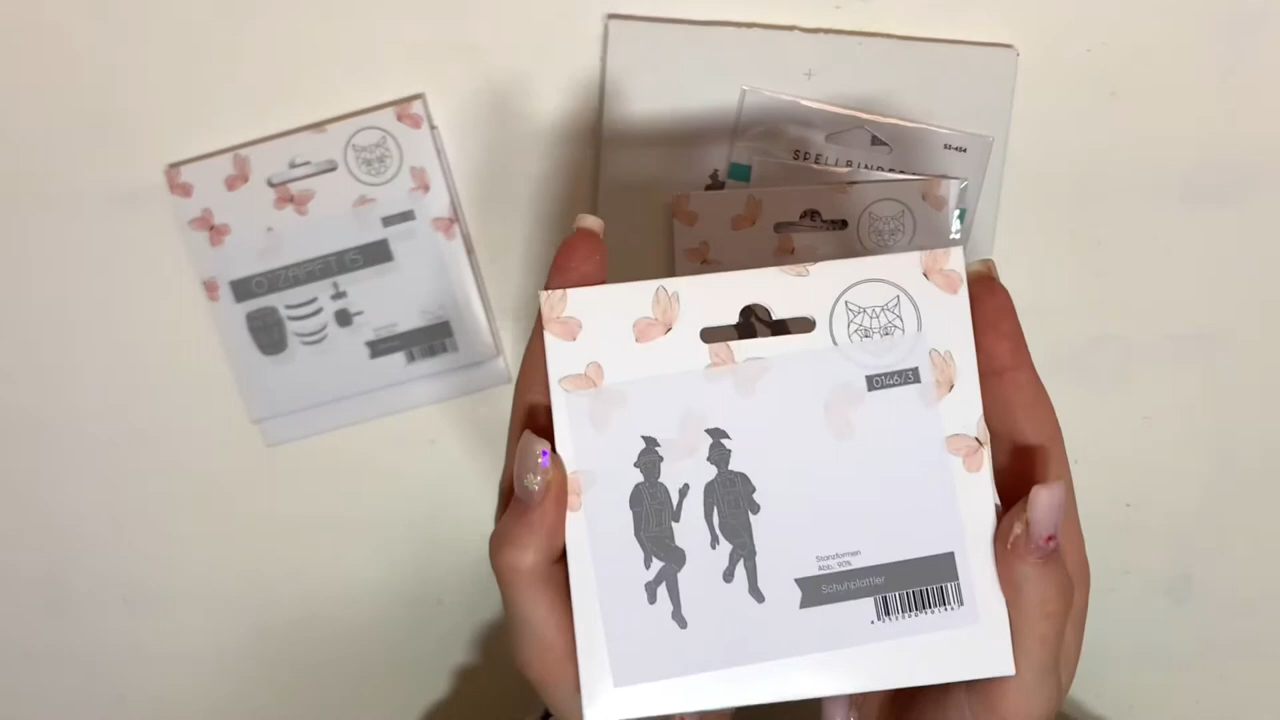 O'ZAPFT IS
SPELLBINDERS
S3-454
0146/3
Stanzformen
Abb.: 90%
Schuhplattler